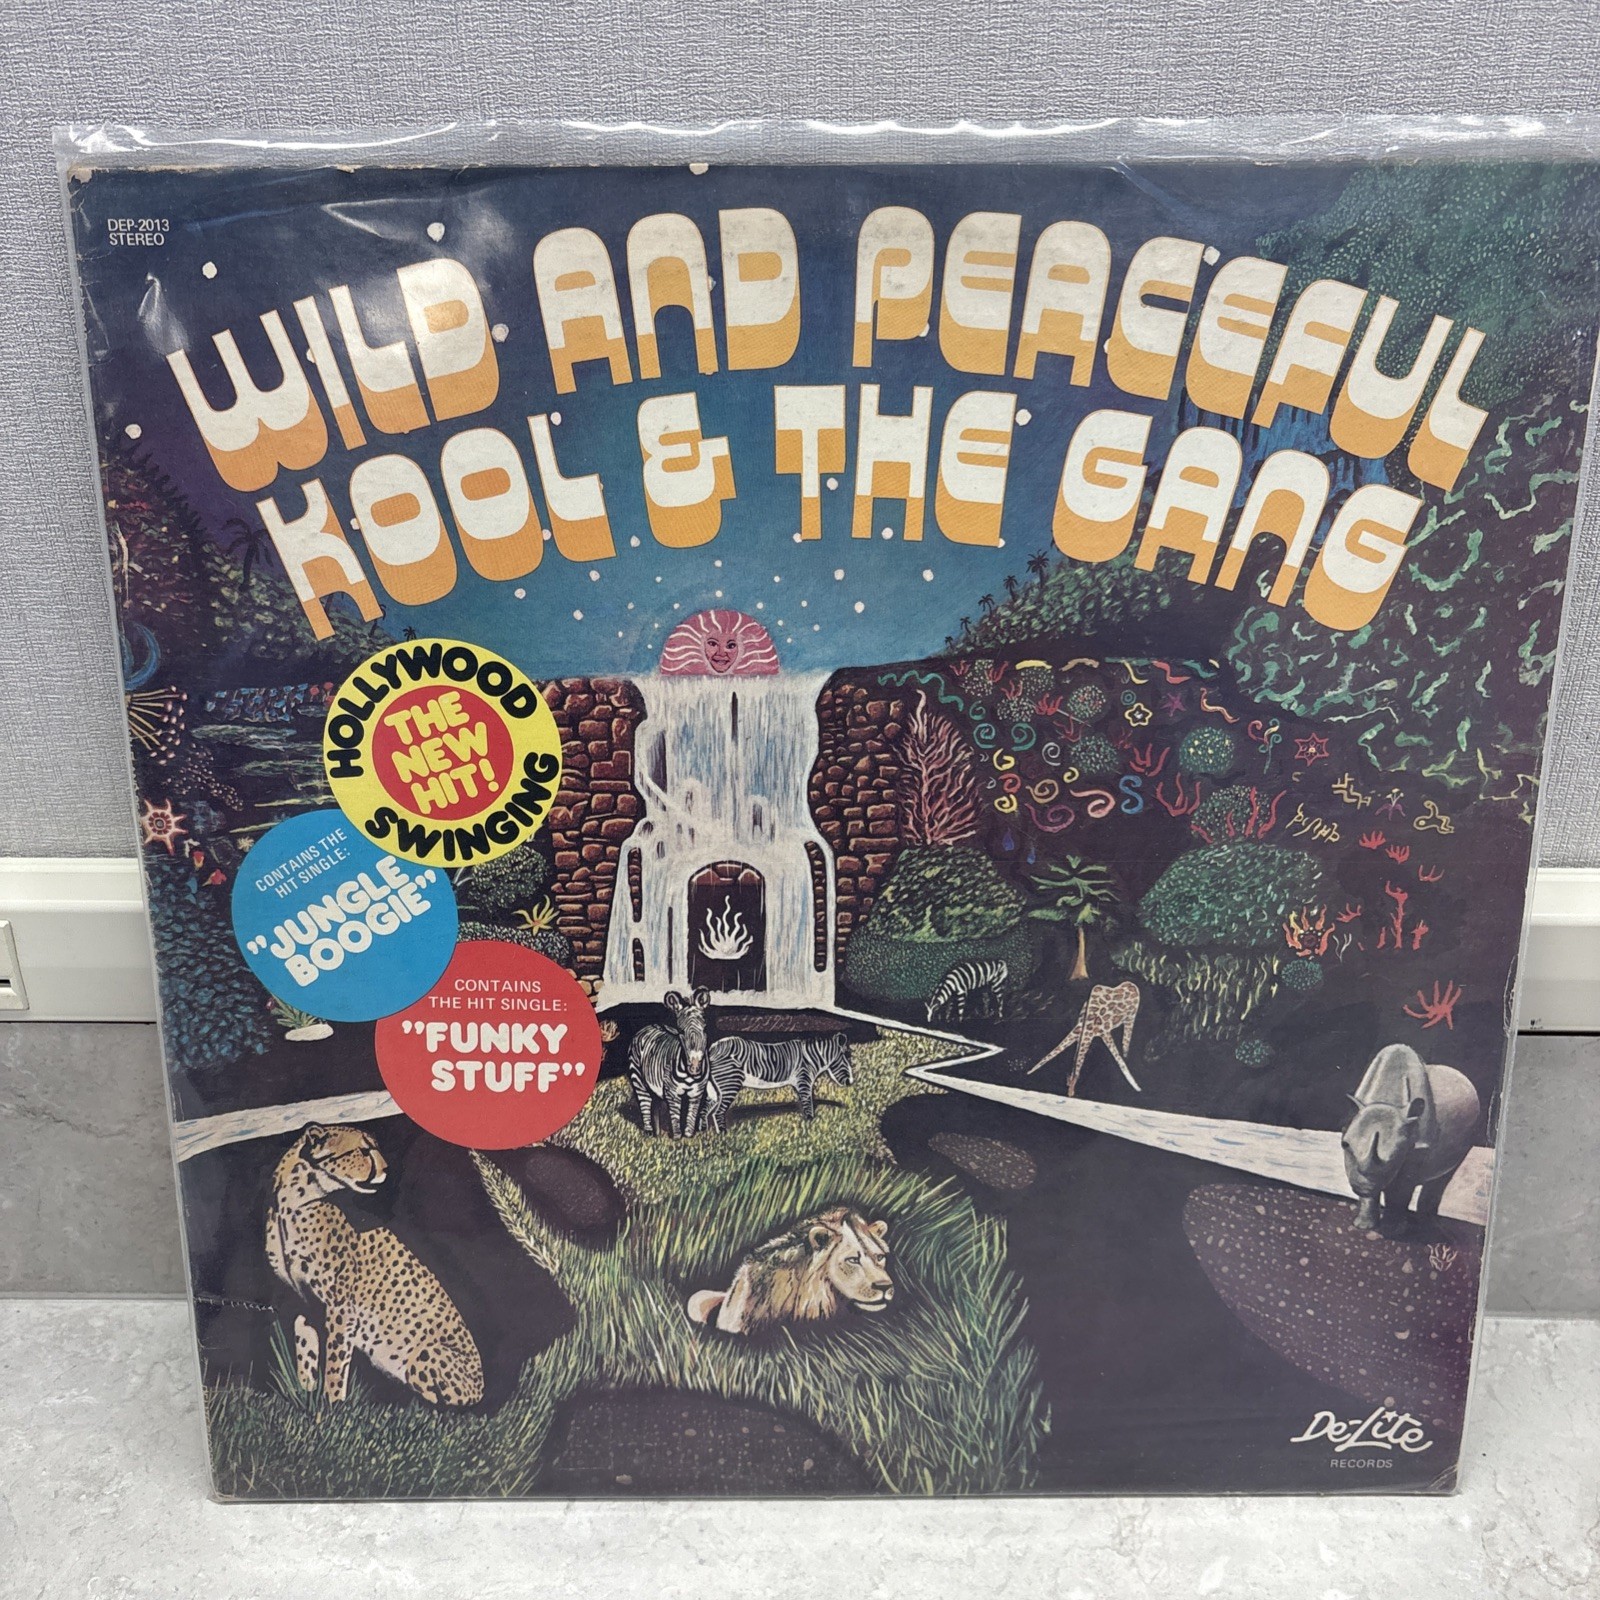 DEP-2013
STEREO
WILD AND PEACEFUL
KOOL & THE GANG
HOLLYWOOD
THE
NEW
HIT!
SWINGING
CONTAINS THE
HIT SINGLE:
"JUNGLE
BOOGIE"
CONTAINS
THE HIT SINGLE:
"FUNKY
STUFF"
De-Lite
RECORDS